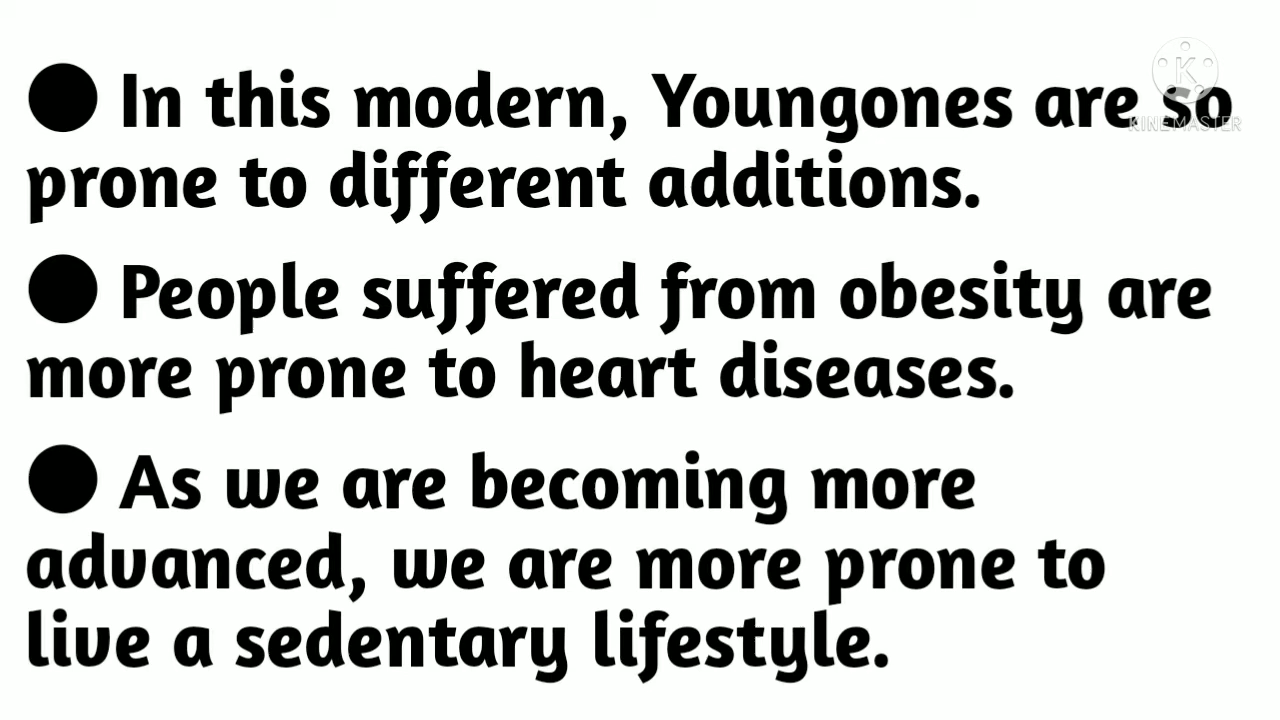 ● In this modern, Youngones are so
prone to different additions.
● People suffered from obesity are
more prone to heart diseases.
● As we are becoming more
advanced, we are more prone to
live a sedentary lifestyle.
K
KINEMASTER